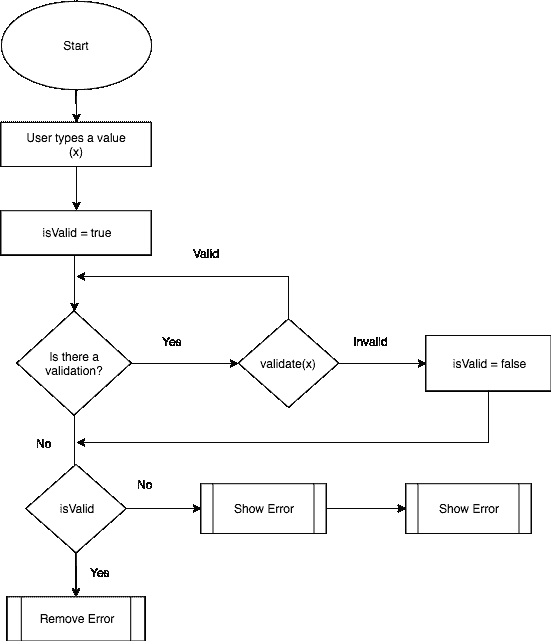 Start
User types a value
(x)
isValid = true
Valid
Is there a
validation?
Yes
validate(x)
Invalid
isValid = false
No
isValid
No
Show Error
Show Error
Yes
Remove Error